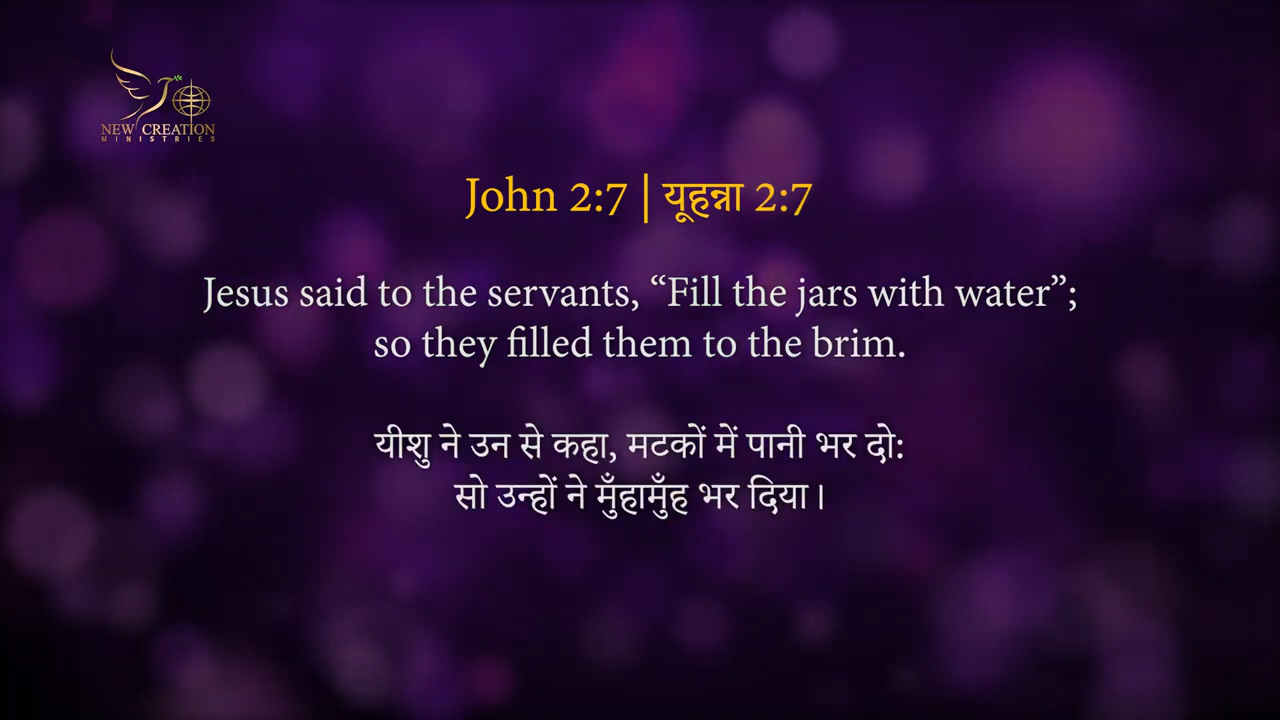 NEW CREATION
MINISTRIES
John 2:7 | यूहन्ना 2:7
Jesus said to the servants, “Fill the jars with water”;
so they filled them to the brim.
यीशु ने उन से कहा, मटकों में पानी भर दो:
सो उन्हों ने मुँहामुँह भर दिया।